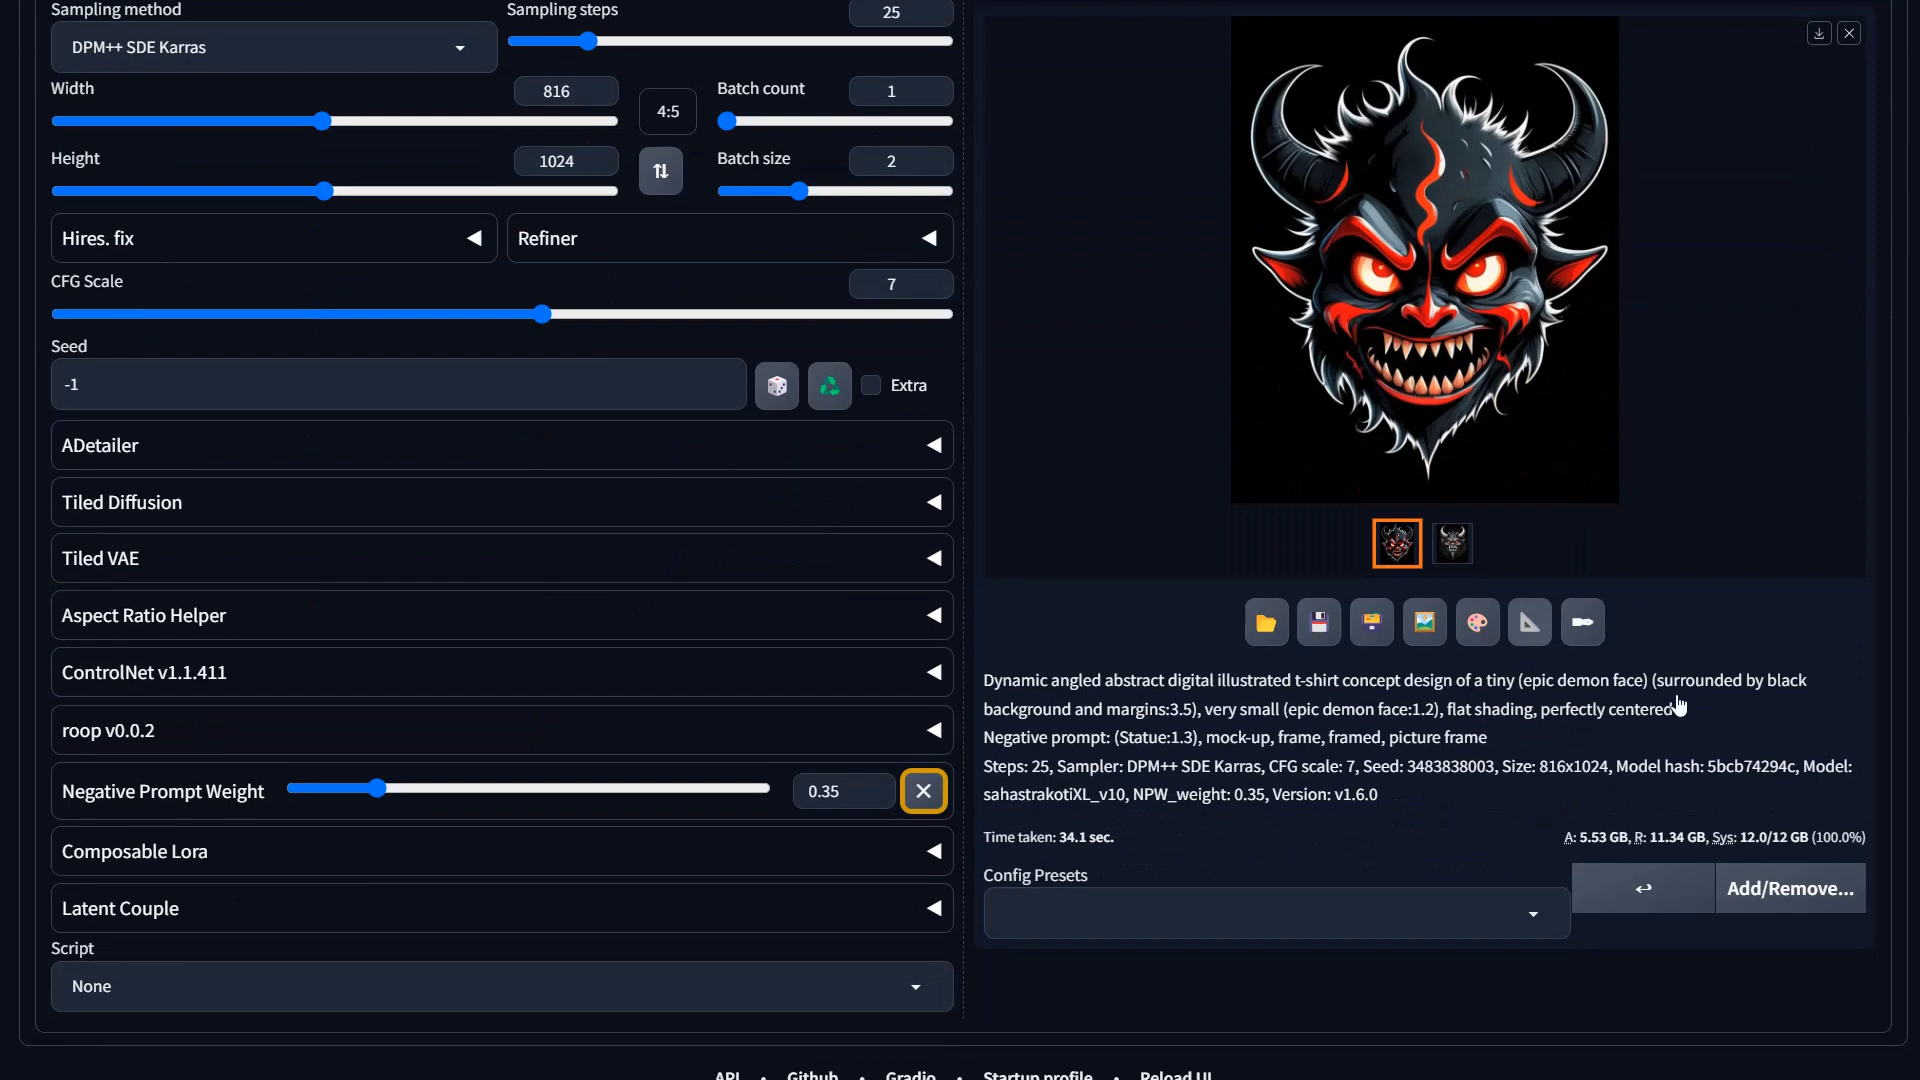 Sampling method
DPM++ SDE Karras
Sampling steps
25
Width
816
Height
1024
4:5
Batch count
1
Batch size
2
Hires. fix
Refiner
CFG Scale
7
Seed
-1
Extra
ADetailer
Tiled Diffusion
Tiled VAE
Aspect Ratio Helper
ControlNet v1.1.411
roop v0.0.2
Negative Prompt Weight
0.35
Composable Lora
Latent Couple
Script
None
Dynamic angled abstract digital illustrated t-shirt concept design of a tiny (epic demon face) (surrounded by black
background and margins:3.5), very small (epic demon face:1.2), flat shading, perfectly centered
Negative prompt: (Statue:1.3), mock-up, frame, framed, picture frame
Steps: 25, Sampler: DPM++ SDE Karras, CFG scale: 7, Seed: 3483838003, Size: 816x1024, Model hash: 5bcb74294c, Model:
sahastrakotiXL_v10, NPW_weight: 0.35, Version: v1.6.0
Time taken: 34.1 sec.
A: 5.53 GB, R: 11.34 GB, Sys: 12.0/12 GB (100.0%)
Config Presets
Add/Remove...
API • Github • Gradio • Startup profile • Reload UI